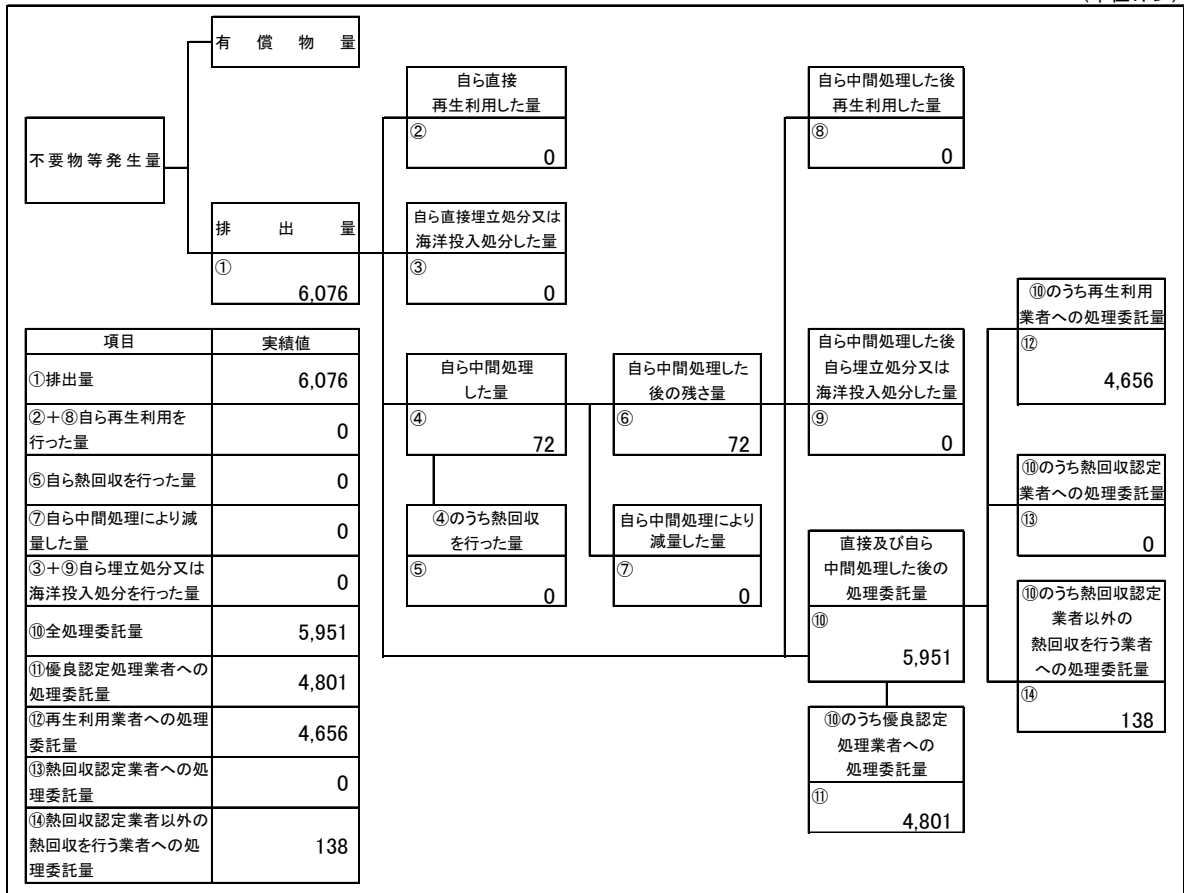 有償物量
不要物等発生量
排出量
①
6,076
自ら直接
再生利用した量
②
0
自ら直接埋立処分又は
海洋投入処分した量
③
0
自ら中間処理
した量
④
72
④のうち熱回収
を行った量
⑤
0
自ら中間処理した
後の残さ量
⑥
72
自ら中間処理により
減量した量
⑦
0
自ら中間処理した後
再生利用した量
⑧
0
自ら中間処理した後
自ら埋立処分又は
海洋投入処分した量
⑨
0
直接及び自ら
中間処理した後の
処理委託量
⑩
5,951
⑩のうち優良認定
処理業者への
処理委託量
⑪
4,801
⑩のうち再生利用
業者への処理委託量
⑫
4,656
⑩のうち熱回収認定
業者への処理委託量
⑬
0
⑩のうち熱回収認定
業者以外の
熱回収を行う業者
への処理委託量
⑭
138
項目 実績値
①排出量 6,076
②+⑧自ら再生利用を
行った量 0
⑤自ら熱回収を行った量 0
⑦自ら中間処理により減
量した量 0
③+⑨自ら埋立処分又は
海洋投入処分を行った量 0
⑩全処理委託量 5,951
⑪優良認定処理業者への
処理委託量 4,801
⑫再生利用業者への処理
委託量 4,656
⑬熱回収認定業者への処
理委託量 0
⑭熱回収認定業者以外の
熱回収を行う業者への処
理委託量 138